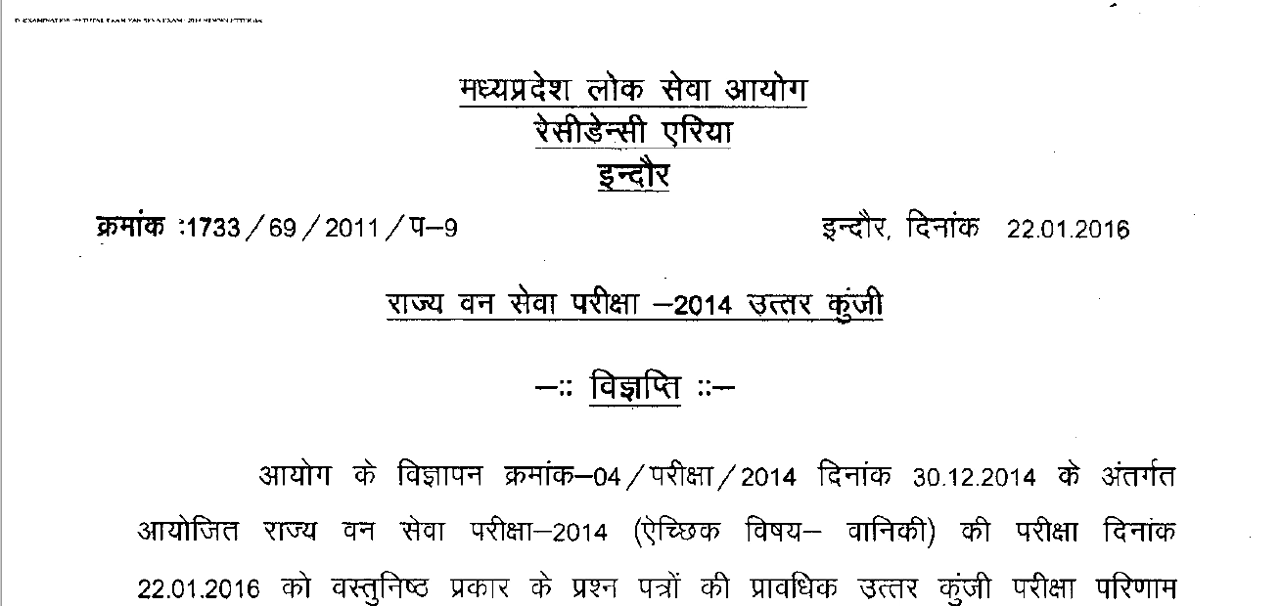 मध्यप्रदेश लोक सेवा आयोग
रेसीडेन्सी एरिया
इन्दौर
क्रमांक :1733/69/2011/प–9 इन्दौर, दिनांक 22.01.2016
राज्य वन सेवा परीक्षा –2014 उत्तर कुंजी
–:: विज्ञप्ति ::–
आयोग के विज्ञापन क्रमांक–04/परीक्षा/2014 दिनांक 30.12.2014 के अंतर्गत
आयोजित राज्य वन सेवा परीक्षा–2014 (ऐच्छिक विषय– वानिकी) की परीक्षा दिनांक
22.01.2016 को वस्तुनिष्ठ प्रकार के प्रश्न पत्रों की प्रावधिक उत्तर कुंजी परीक्षा परिणाम